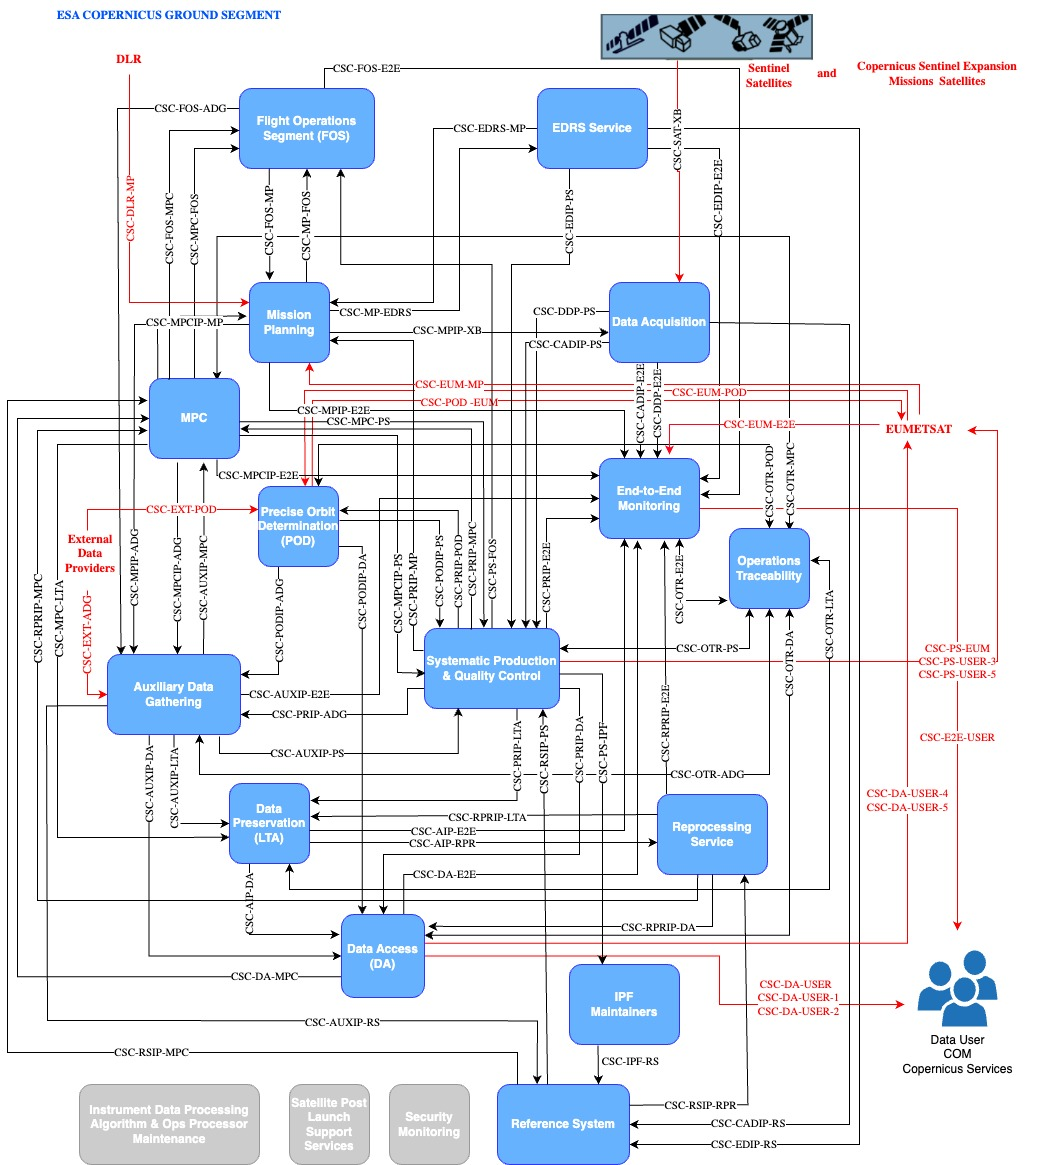 ESA COPERNICUS GROUND SEGMENT
DLR
Sentinel
Satellites
and
Copernicus Sentinel Expansion
Missions Satellites
CSC-FOS-E2E
CSC-FOS-ADG
Flight Operations
Segment (FOS)
CSC-EDRS-MP
EDRS Service
CSC-SAT-XB
CSC-DLR-MP
CSC-FOS-MPC
CSC-MPC-FOS
CSC-FOS-MP
CSC-MP-FOS
CSC-EDIP-PS
CSC-EDIP-E2E
Mission
Planning
CSC-MP-EDRS
CSC-MPCIP-MP
CSC-MPIP-XB
CSC-DDP-PS
CSC-CADIP-PS
Data Acquisition
CSC-CADIP-E2E
CSC-DDP-E2E
CSC-EUM-MP
CSC-EUM-POD
CSC-POD -EUM
CSC-MPIP-E2E
CSC-MPC-PS
MPC
CSC-EUM-E2E
EUMETSAT
CSC-MPCIP-E2E
CSC-OTR-POD
CSC-OTR-MPC
End-to-End
Monitoring
Precise Orbit
Determination
(POD)
CSC-EXT-POD
External
Data
Providers
CSC-MPIP-ADG
CSC-MPCIP-ADG
CSC-AUXIP-MPC
CSC-RPRIP-MPC
CSC-MPC-LTA
CSC-EXT-ADG-
CSC-PODIP-ADG
CSC-PODIP-DA
CSC-MPCIP-PS
CSC-PRIP-MP
CSC-PODIP-PS
CSC-PRIP-POD
CSC-PRIP-MPC
CSC-PS-FOS
CSC-PRIP-E2E
CSC-OTR-E2E
Operations
Traceability
CSC-OTR-LTA
CSC-OTR-DA
CSC-OTR-PS
CSC-PS-EUM
CSC-PS-USER-3
CSC-PS-USER-5
Auxiliary Data
Gathering
CSC-AUXIP-E2E
CSC-PRIP-ADG
CSC-AUXIP-PS
Systematic Production
& Quality Control
CSC-AUXIP-DA
CSC-AUXIP-LTA
CSC-PRIP-LTA
CSC-RSIP-PS
CSC-PRIP-DA
CSC-PS-IPF
CSC-RPRIP-E2E
CSC-OTR-ADG
CSC-E2E-USER
CSC-DA-USER-4
CSC-DA-USER-5
Data
Preservation
(LTA)
CSC-RPRIP-LTA
CSC-AIP-E2E
CSC-AIP-RPR
Reprocessing
Service
CSC-DA-E2E
CSC-AIP-DA
CSC-RPRIP-DA
Data Access
(DA)
CSC-DA-MPC
IPF
Maintainers
CSC-DA-USER
CSC-DA-USER-1
CSC-DA-USER-2
CSC-AUXIP-RS
Data User
COM
Copernicus Services
CSC-RSIP-MPC
CSC-IPF-RS
Instrument Data Processing
Algorithm & Ops Processor
Maintenance
Satellite Post
Launch
Support
Services
Security
Monitoring
Reference System
CSC-RSIP-RPR
CSC-CADIP-RS
CSC-EDIP-RS